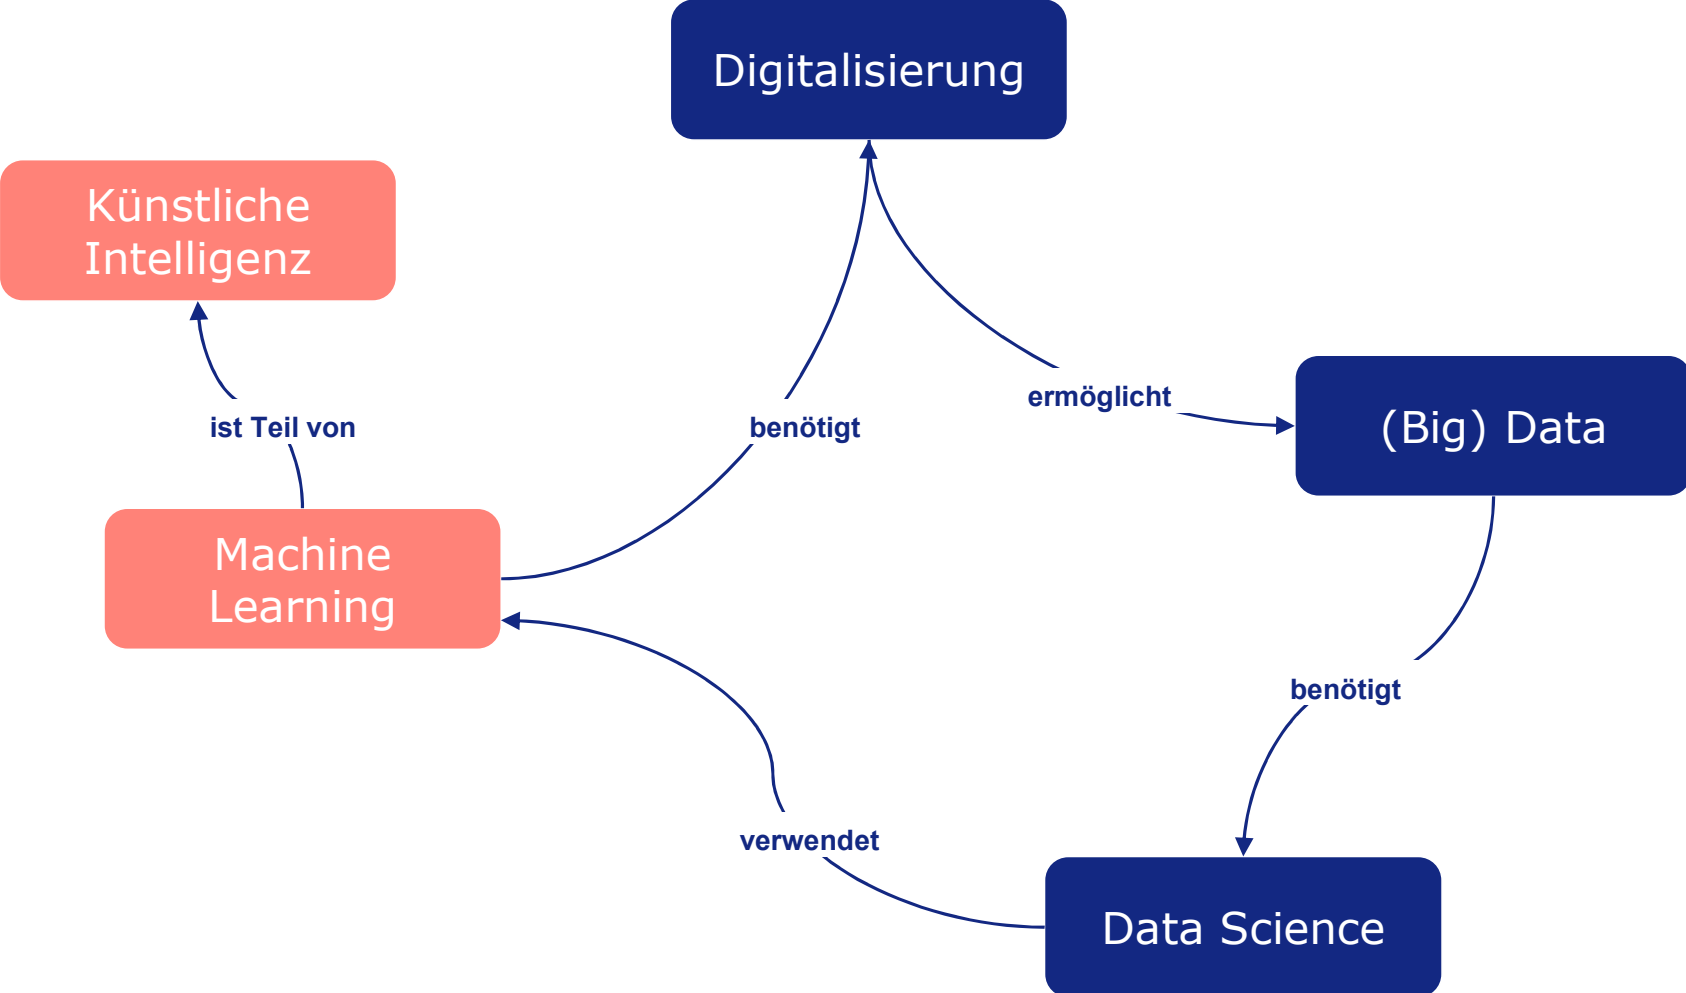 Digitalisierung
Künstliche
Intelligenz
ermöglicht
ist Teil von
benötigt
(Big) Data
Machine
Learning
benötigt
verwendet
Data Science